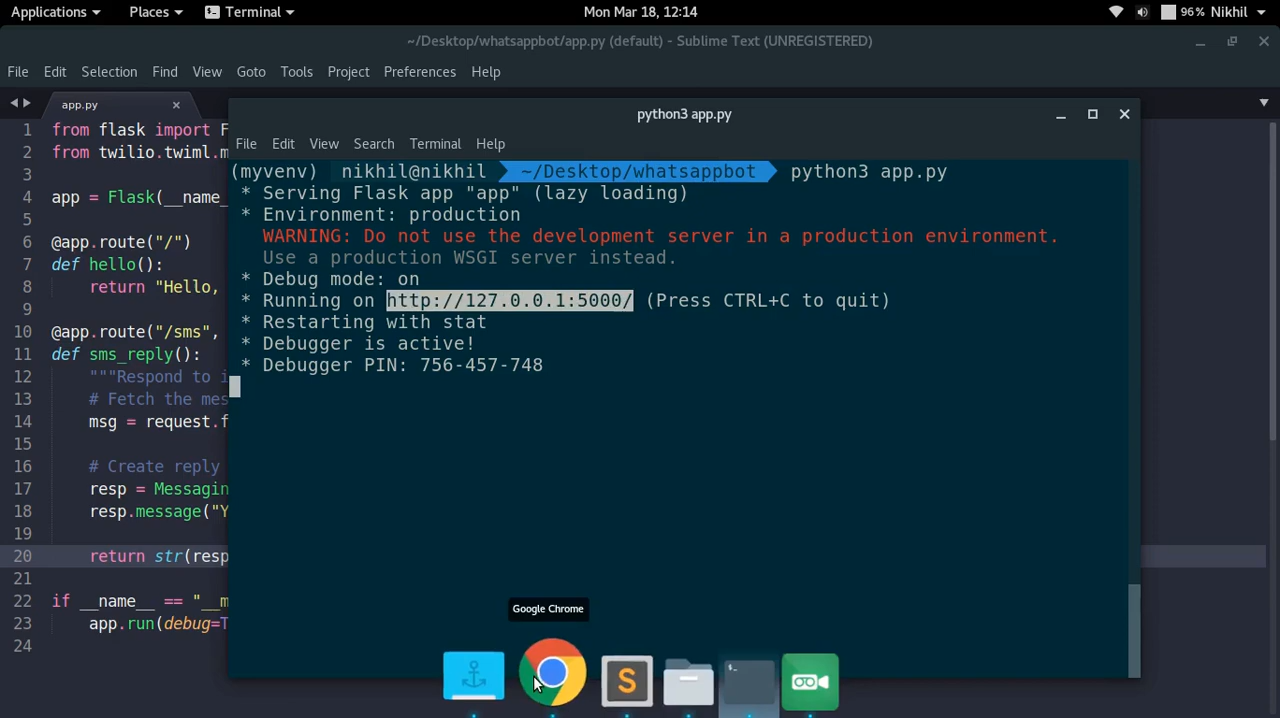 Applications Places Terminal Mon Mar 18, 12:14 96% Nikhil
~/Desktop/whatsappbot/app.py (default) - Sublime Text (UNREGISTERED)
File Edit Selection Find View Goto Tools Project Preferences Help
app.py
python3 app.py
File Edit View Search Terminal Help
(myvenv) nikhil@nikhil ~/Desktop/whatsappbot python3 app.py
* Serving Flask app "app" (lazy loading)
* Environment: production
WARNING: Do not use the development server in a production environment.
Use a production WSGI server instead.
* Debug mode: on
* Running on http://127.0.0.1:5000/ (Press CTRL+C to quit)
* Restarting with stat
* Debugger is active!
* Debugger PIN: 756-457-748
1 from flask import F
2 from twilio.twiml.m
3
4 app = Flask(__name_
5
6 @app.route("/")
7 def hello():
8 return "Hello,
9
10 @app.route("/sms",
11 def sms_reply():
12 """Respond to i
13 # Fetch the mes
14 msg = request.f
15
16 # Create reply
17 resp = Messagin
18 resp.message("Y
19
20 return str(resp
21
22 if __name__ == "__m
23 app.run(debug=T
24
Google Chrome
S